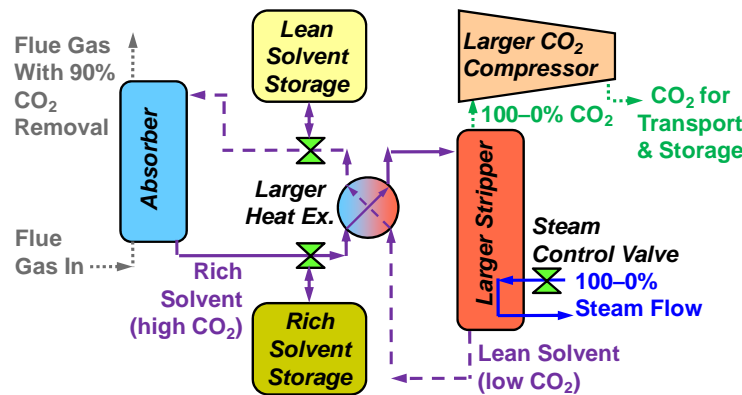 Flue Gas
With 90%
CO₂
Removal
Lean
Solvent
Storage
Larger CO₂
Compressor
100–0% CO₂
CO₂ for
Transport
& Storage
Absorber
Larger
Heat Ex.
Larger Stripper
Steam
Control Valve
100–0%
Steam Flow
Flue
Gas In
Rich
Solvent
(high CO₂)
Rich
Solvent
Storage
Lean Solvent
(low CO₂)